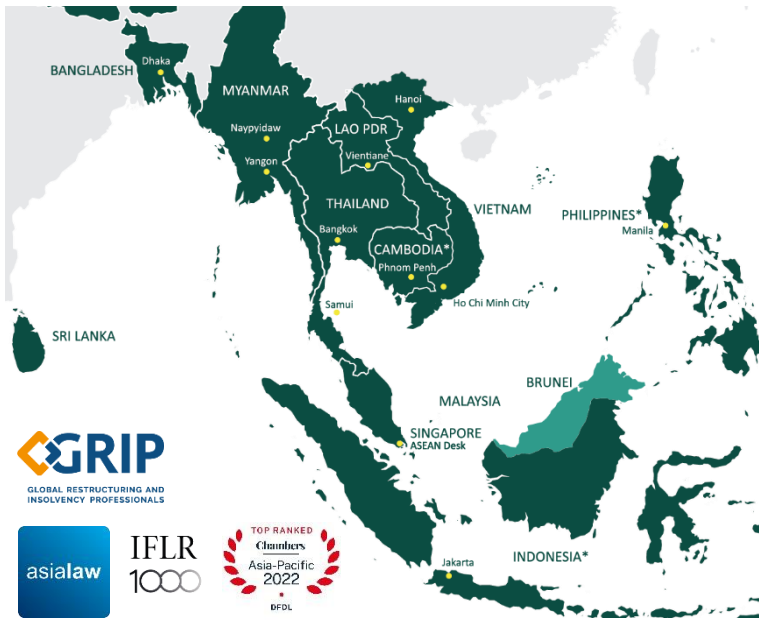 Dhaka
BANGLADESH
MYANMAR
Hanoi
LAO PDR
Naypyidaw
Vientiane
Yangon
THAILAND
VIETNAM
PHILIPPINES*
Manila
Bangkok
CAMBODIA*
Phnom Penh
Samui
Ho Chi Minh City
SRI LANKA
BRUNEI
MALAYSIA
SINGAPORE
ASEAN Desk
GRIP
GLOBAL RESTRUCTURING AND
INSOLVENCY PROFESSIONALS
asialaw
IFLR
1000
TOP RANKED
Chambers
Asia-Pacific
2022
DFDL
INDONESIA*
Jakarta